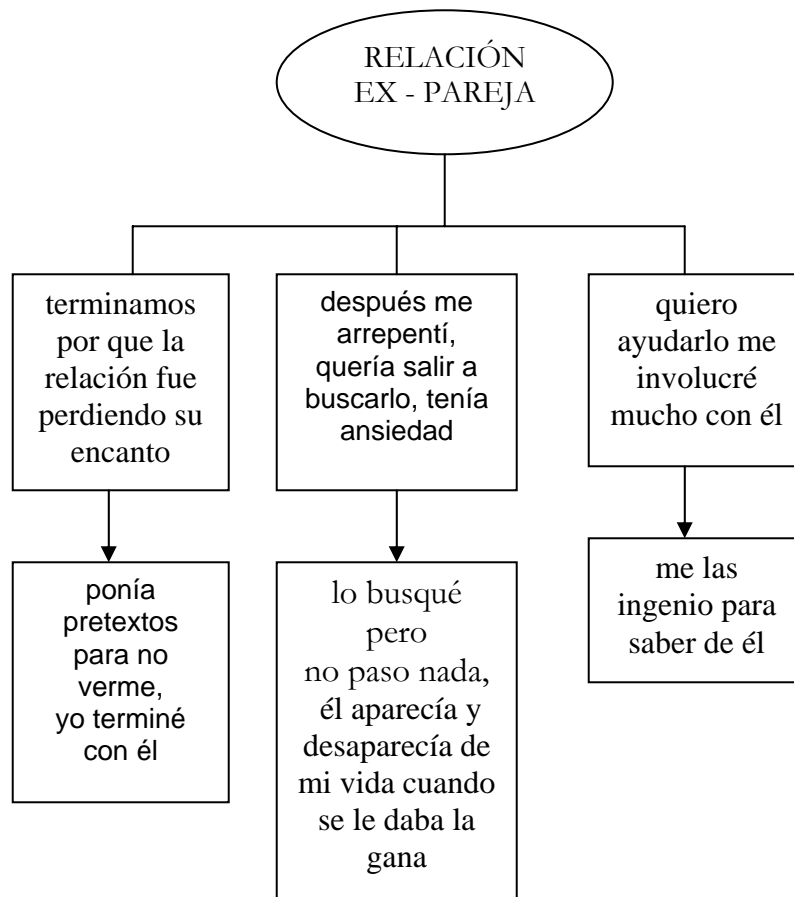 RELACIÓN
EX - PAREJA
terminamos
por que la
relación fue
perdiendo su
encanto
después me
arrepentí,
quería salir a
buscarlo, tenía
ansiedad
quiero
ayudarlo me
involucré
mucho con él
ponía
pretextos
para no
verme,
yo terminé
con él
lo busqué
pero
no paso nada,
él aparecía y
desaparecía de
mi vida cuando
se le daba la
gana
me las
ingenio para
saber de él